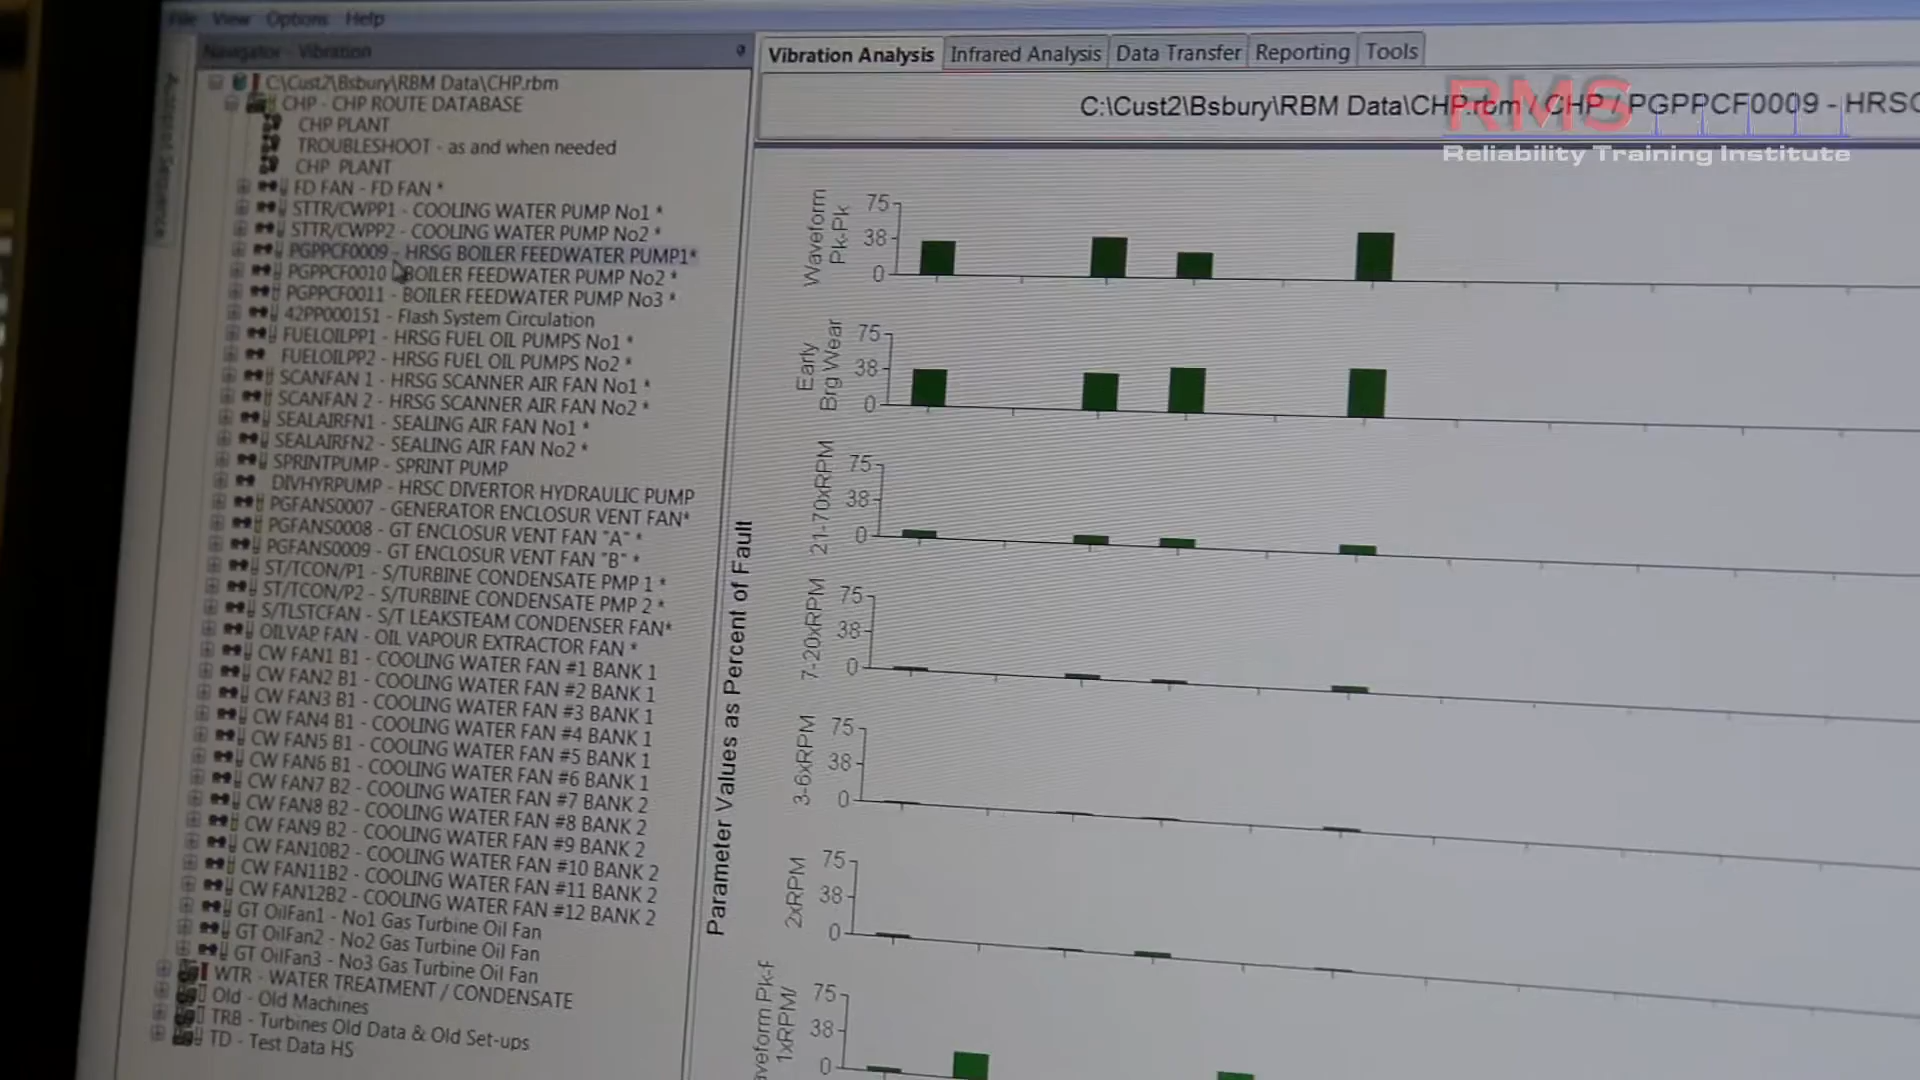 File View Options Help
Navigator - Vibration
C:\Cust2\Bsbury\RBM Data\CHP.rbm
CHP - CHP ROUTE DATABASE
CHP PLANT
TROUBLESHOOT - as and when needed
CHP PLANT
FD FAN - FD FAN *
STTR/CWPP1 - COOLING WATER PUMP No1 *
STTR/CWPP2 - COOLING WATER PUMP No2 *
PGPPCF0009 - HRSG BOILER FEEDWATER PUMP1*
PGPPCF0010 - BOILER FEEDWATER PUMP No2 *
PGPPCF0011 - BOILER FEEDWATER PUMP No3 *
42PP000151 - Flash System Circulation
FUELOILPP1 - HRSG FUEL OIL PUMPS No1 *
FUELOILPP2 - HRSG FUEL OIL PUMPS No2 *
SCANFAN 1 - HRSG SCANNER AIR FAN No1 *
SCANFAN 2 - HRSG SCANNER AIR FAN No2 *
SEALAIRFN1 - SEALING AIR FAN No1 *
SEALAIRFN2 - SEALING AIR FAN No2 *
SPRINTPUMP - SPRINT PUMP
DIVHYRPUMP - HRSC DIVERTOR HYDRAULIC PUMP
PGFANS0007 - GENERATOR ENCLOSUR VENT FAN*
PGFANS0008 - GT ENCLOSUR VENT FAN "A" *
PGFANS0009 - GT ENCLOSUR VENT FAN "B" *
ST/TCON/P1 - S/TURBINE CONDENSATE PMP 1 *
ST/TCON/P2 - S/TURBINE CONDENSATE PMP 2 *
S/TLSTCFAN - S/T LEAKSTEAM CONDENSER FAN*
OILVAP FAN - OIL VAPOUR EXTRACTOR FAN *
CW FAN1 B1 - COOLING WATER FAN #1 BANK 1
CW FAN2 B1 - COOLING WATER FAN #2 BANK 1
CW FAN3 B1 - COOLING WATER FAN #3 BANK 1
CW FAN4 B1 - COOLING WATER FAN #4 BANK 1
CW FAN5 B1 - COOLING WATER FAN #5 BANK 1
CW FAN6 B1 - COOLING WATER FAN #6 BANK 1
CW FAN7 B2 - COOLING WATER FAN #7 BANK 2
CW FAN8 B2 - COOLING WATER FAN #8 BANK 2
CW FAN9 B2 - COOLING WATER FAN #9 BANK 2
CW FAN10B2 - COOLING WATER FAN #10 BANK 2
CW FAN11B2 - COOLING WATER FAN #11 BANK 2
CW FAN12B2 - COOLING WATER FAN #12 BANK 2
GT OilFan1 - No1 Gas Turbine Oil Fan
GT OilFan2 - No2 Gas Turbine Oil Fan
GT OilFan3 - No3 Gas Turbine Oil Fan
WTR - WATER TREATMENT / CONDENSATE
Old - Old Machines
TRB - Turbines Old Data & Old Set-ups
TD - Test Data HS
Vibration Analysis Infrared Analysis Data Transfer Reporting Tools
C:\Cust2\Bsbury\RBM Data\CHP.rbm / CHP / PGPPCF0009 - HRSG
RMS
Reliability Training Institute
Parameter Values as Percent of Fault
Waveform
Pk-Pk
75
38
0
Early
Brg Wear
75
38
0
21-70xRPM
75
38
0
7-20xRPM
75
38
0
3-6xRPM
75
38
0
2xRPM
75
38
0
1xRPM/
75
38
0